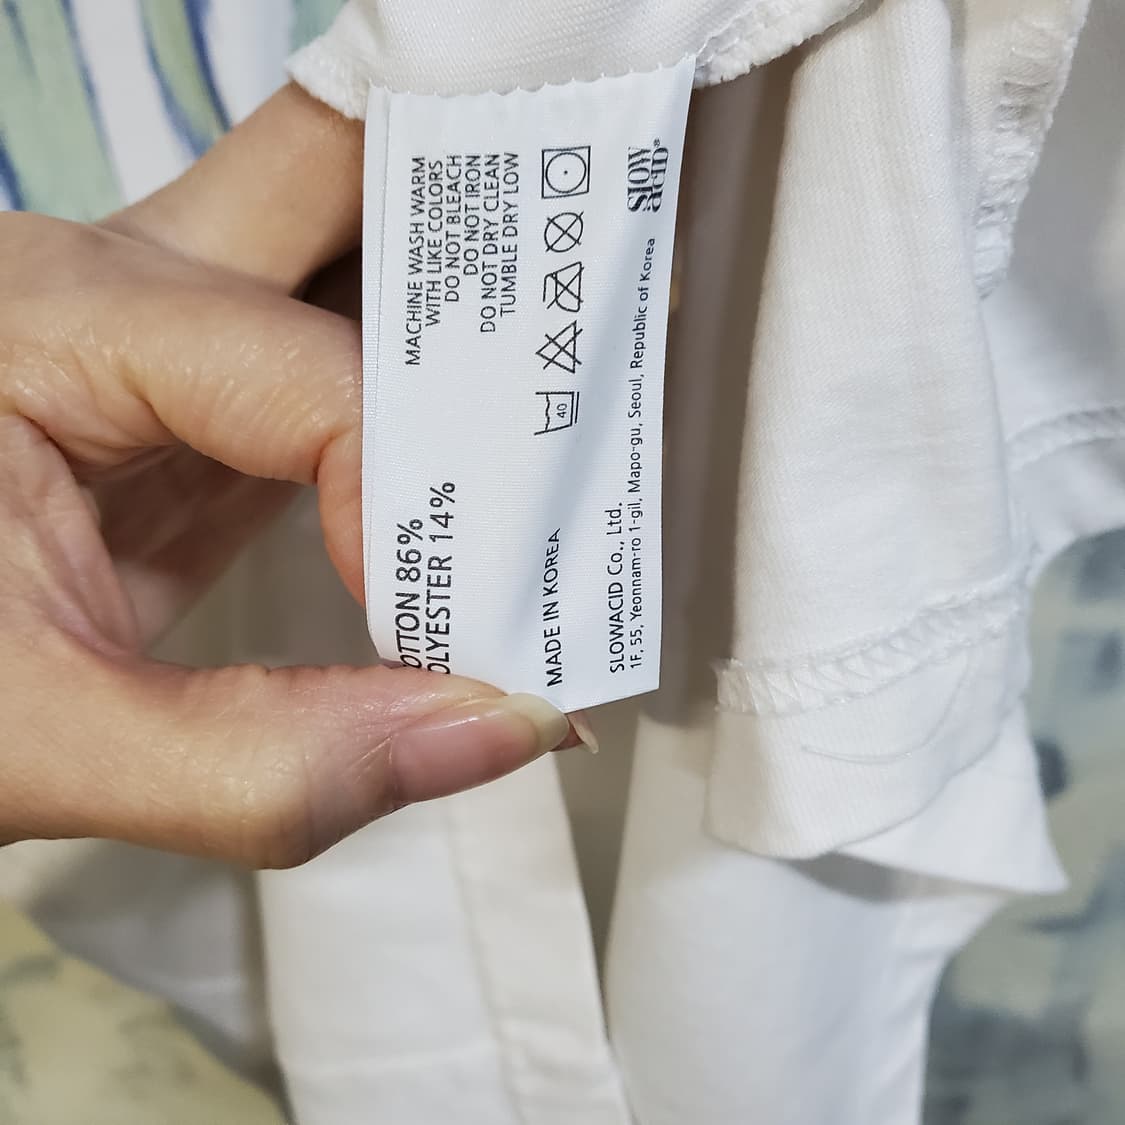 OTTON 86%
OLYESTER 14%
MACHINE WASH WARM
WITH LIKE COLORS
DO NOT BLEACH
DO NOT IRON
DO NOT DRY CLEAN
TUMBLE DRY LOW
MADE IN KOREA
40
SLOWACID Co., Ltd.
1F, 55, Yeonnam-ro 1-gil, Mapo-gu, Seoul, Republic of Korea
SLOW
acID®